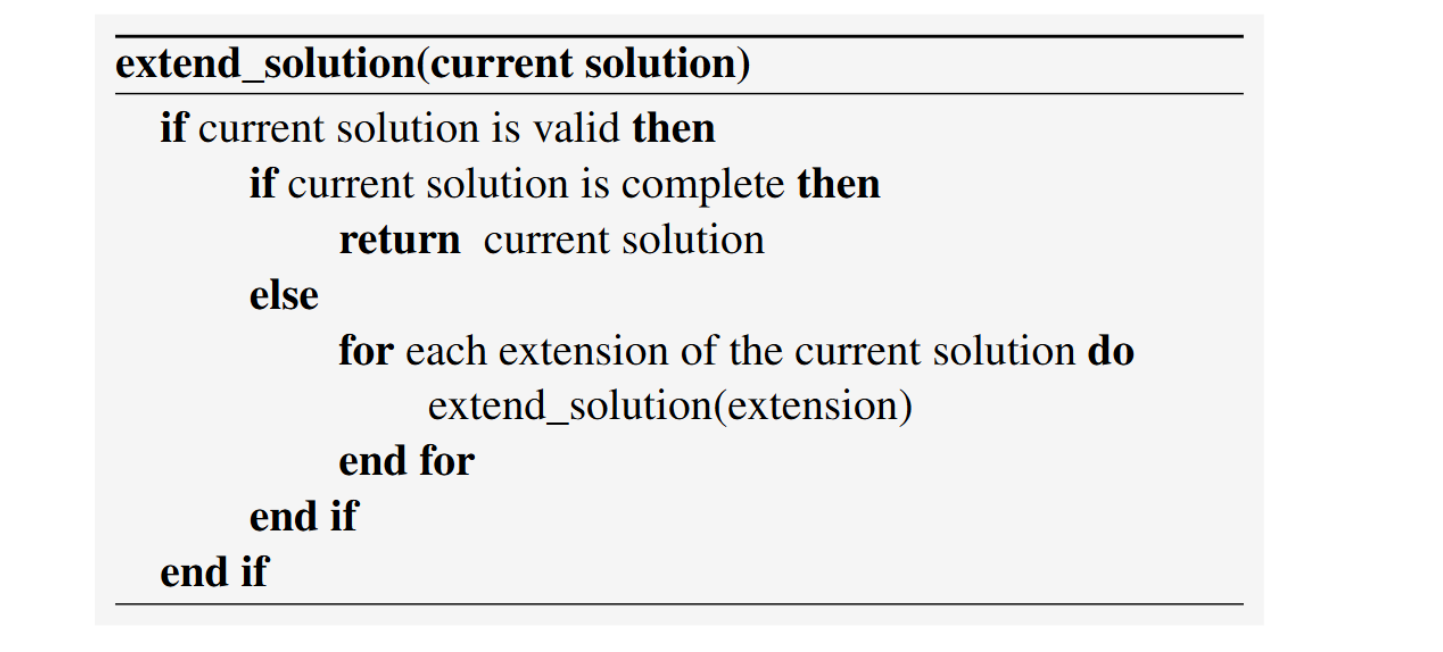 extend_solution(current solution)
if current solution is valid then
if current solution is complete then
return current solution
else
for each extension of the current solution do
extend_solution(extension)
end for
end if
end if